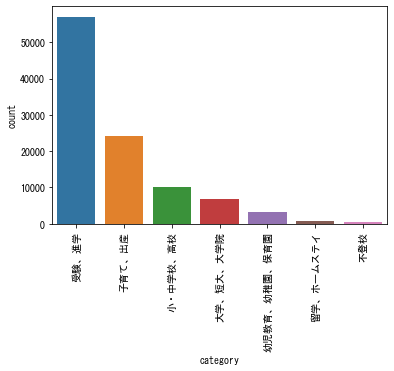 50000
40000
30000
20000
10000
0
count
受験、進学
子育て、出産
小・中学校、高校
大学、短大、大学院
幼児教育、幼稚園、保育園
留学、ホームステイ
不登校
category